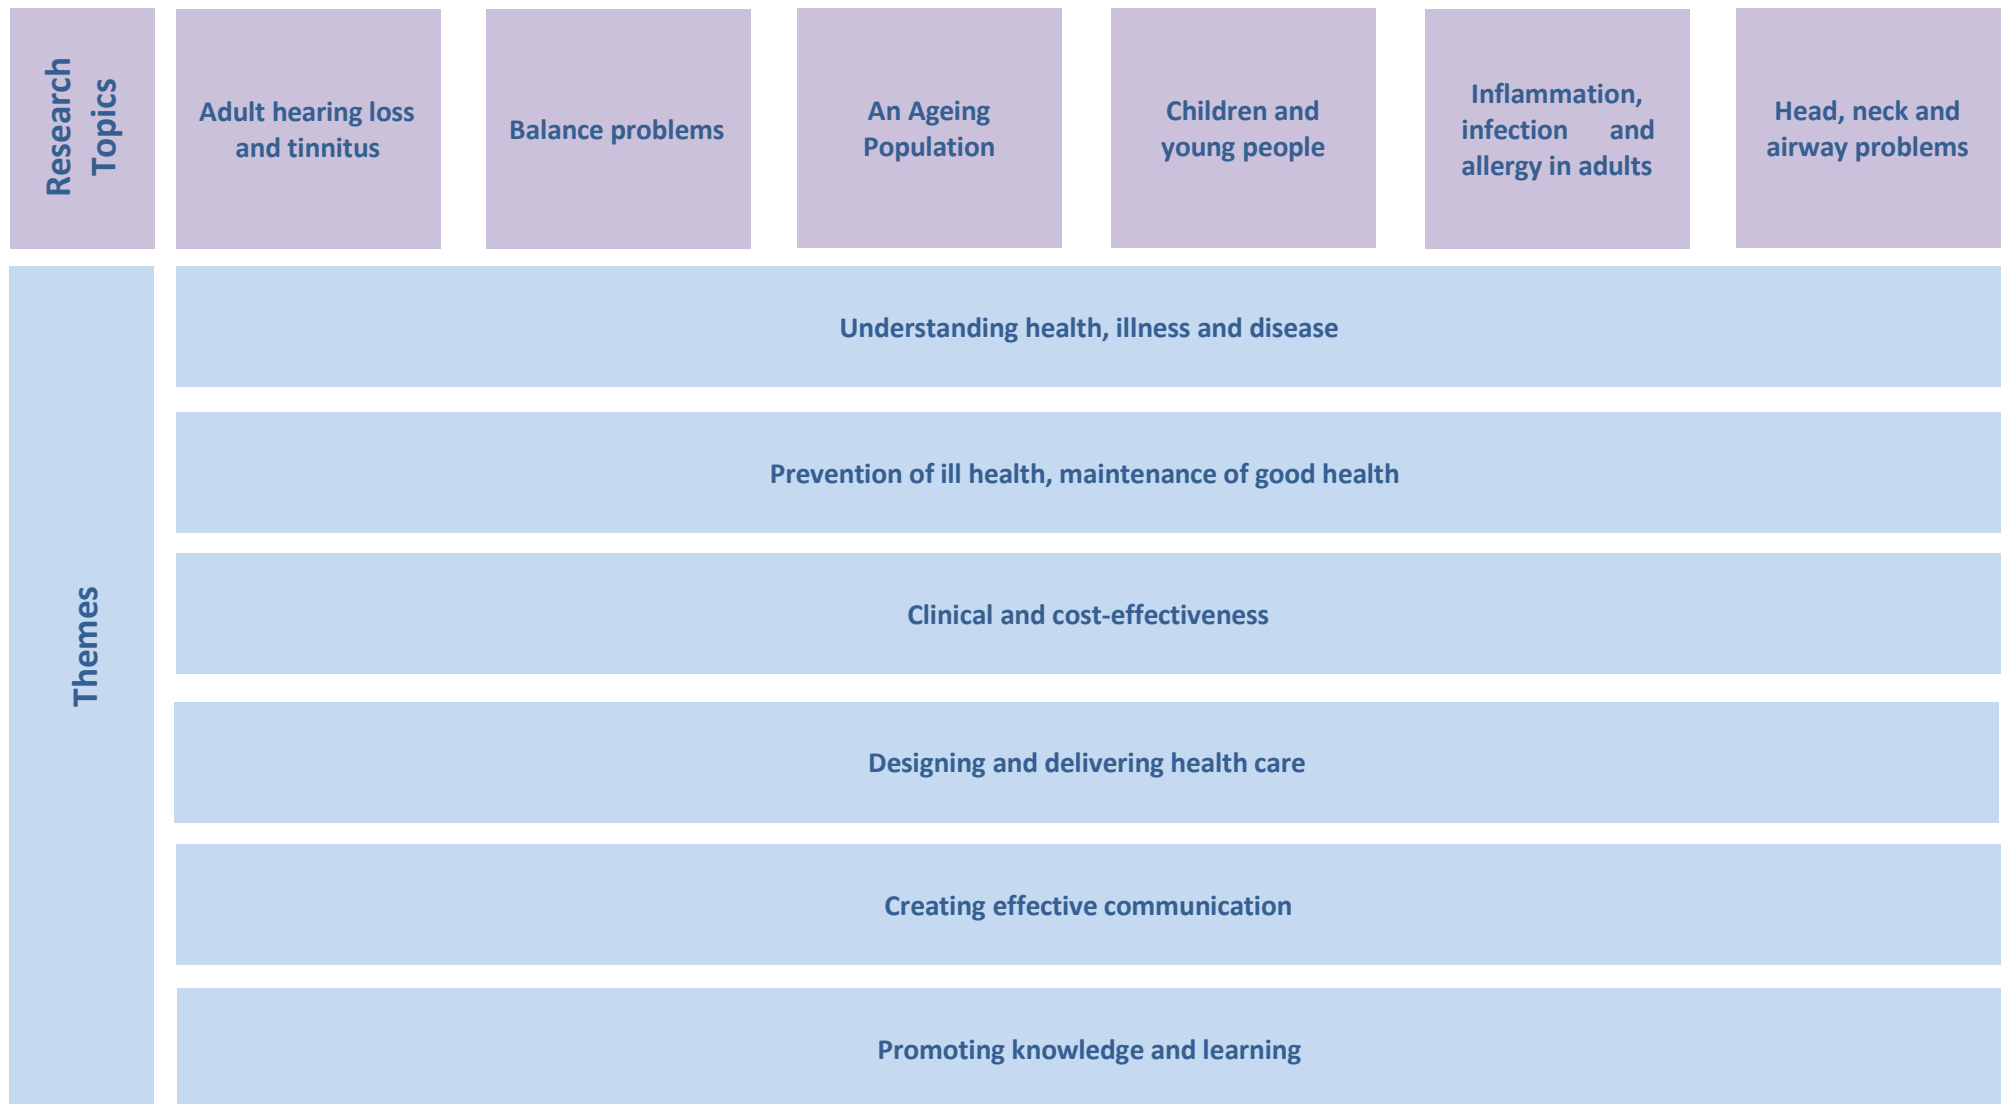 Research
Topics
Adult hearing loss
and tinnitus
Balance problems
An Ageing
Population
Children and
young people
Inflammation,
infection and
allergy in adults
Head, neck and
airway problems
Themes
Understanding health, illness and disease
Prevention of ill health, maintenance of good health
Clinical and cost-effectiveness
Designing and delivering health care
Creating effective communication
Promoting knowledge and learning